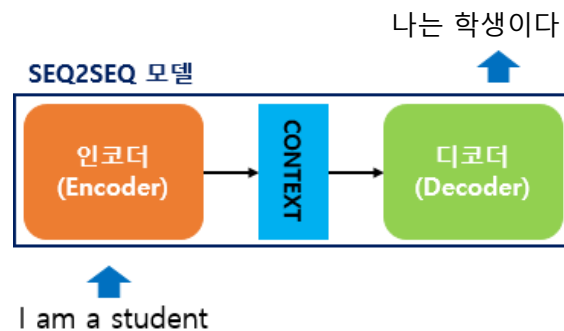 나는 학생이다
SEQ2SEQ 모델
인코더
(Encoder)
CONTEXT
디코더
(Decoder)
I am a student